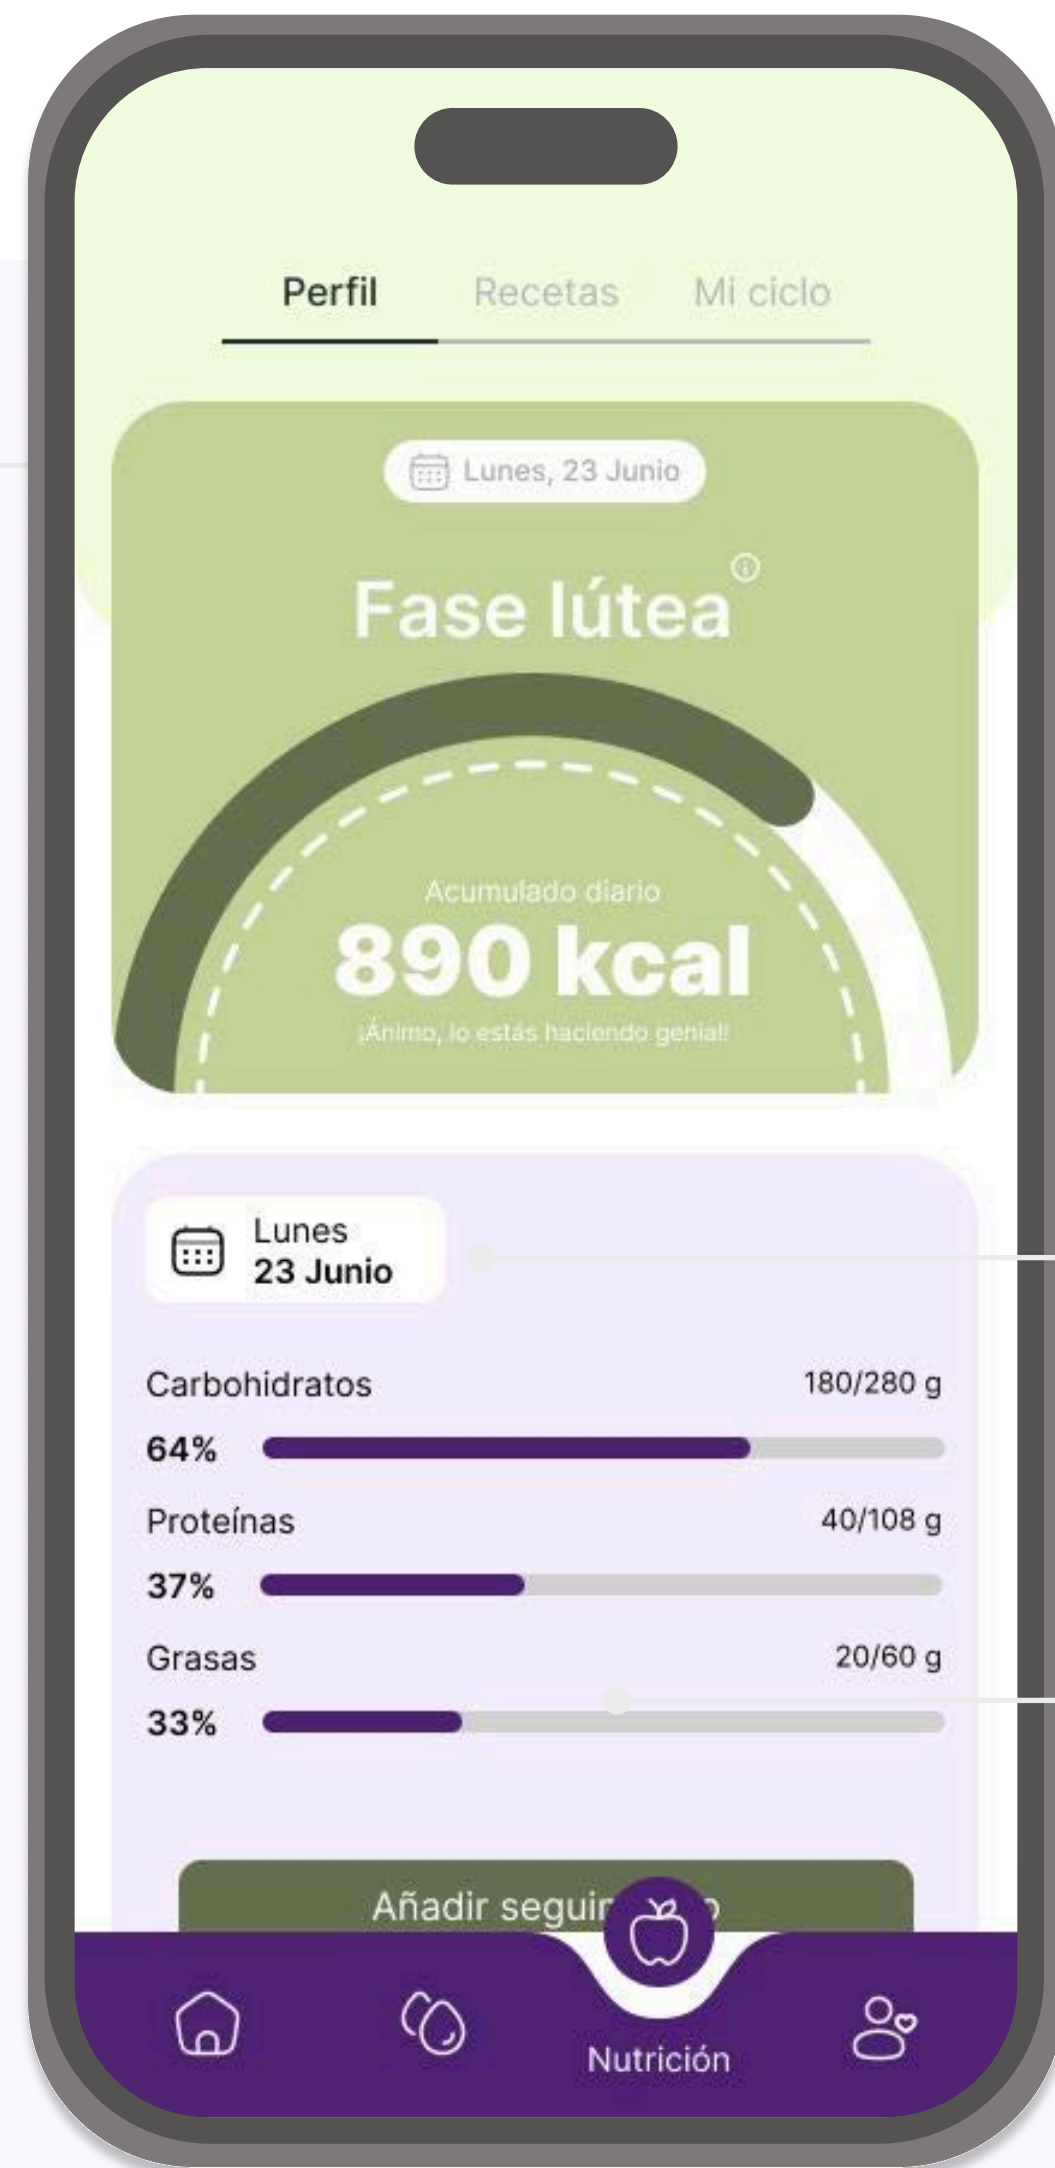 Perfil Recetas Mi ciclo
Lunes, 23 Junio
Fase lútea
Acumulado diario
890 kcal
¡Ánimo, lo estás haciendo genial!
Lunes
23 Junio
Carbohidratos 180/280 g
64%
Proteínas 40/108 g
37%
Grasas 20/60 g
33%
Añadir
Nutrición